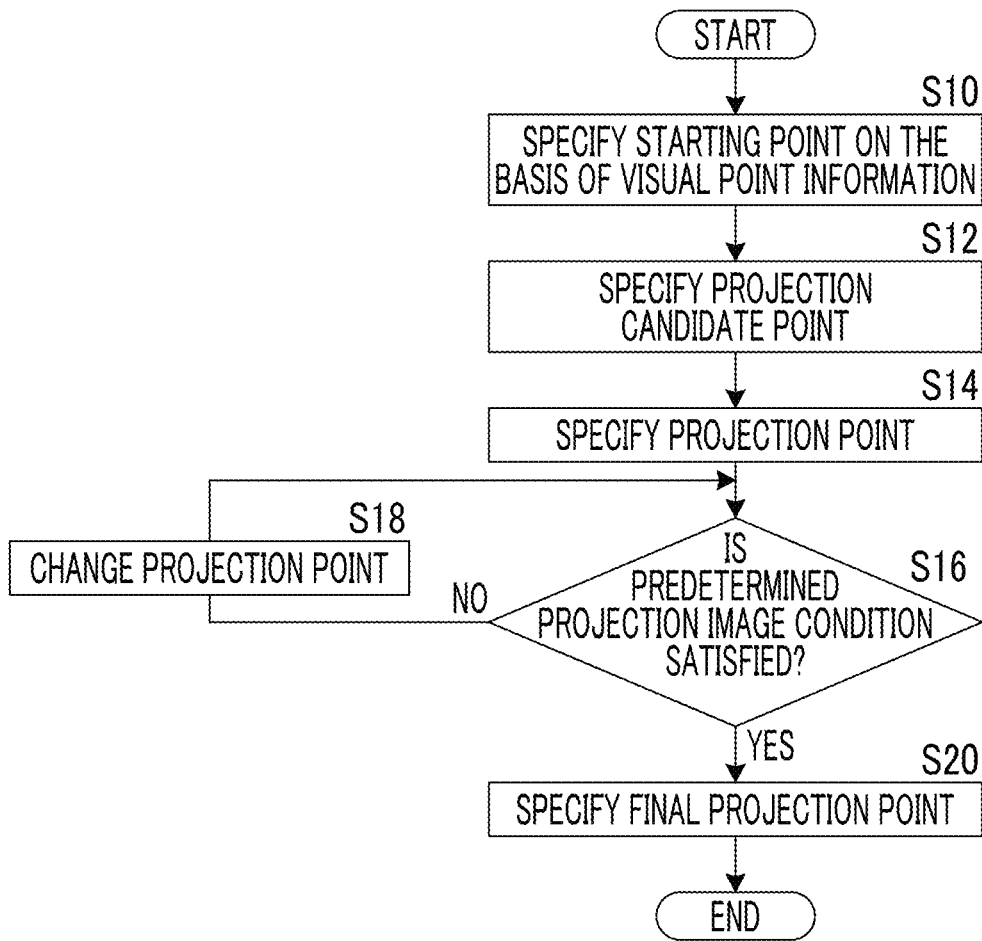 START
S10
SPECIFY STARTING POINT ON THE
BASIS OF VISUAL POINT INFORMATION
S12
SPECIFY PROJECTION
CANDIDATE POINT
S14
SPECIFY PROJECTION POINT
S18
CHANGE PROJECTION POINT
S16
IS
PREDETERMINED
PROJECTION IMAGE CONDITION
SATISFIED?
NO
YES
S20
SPECIFY FINAL PROJECTION POINT
END